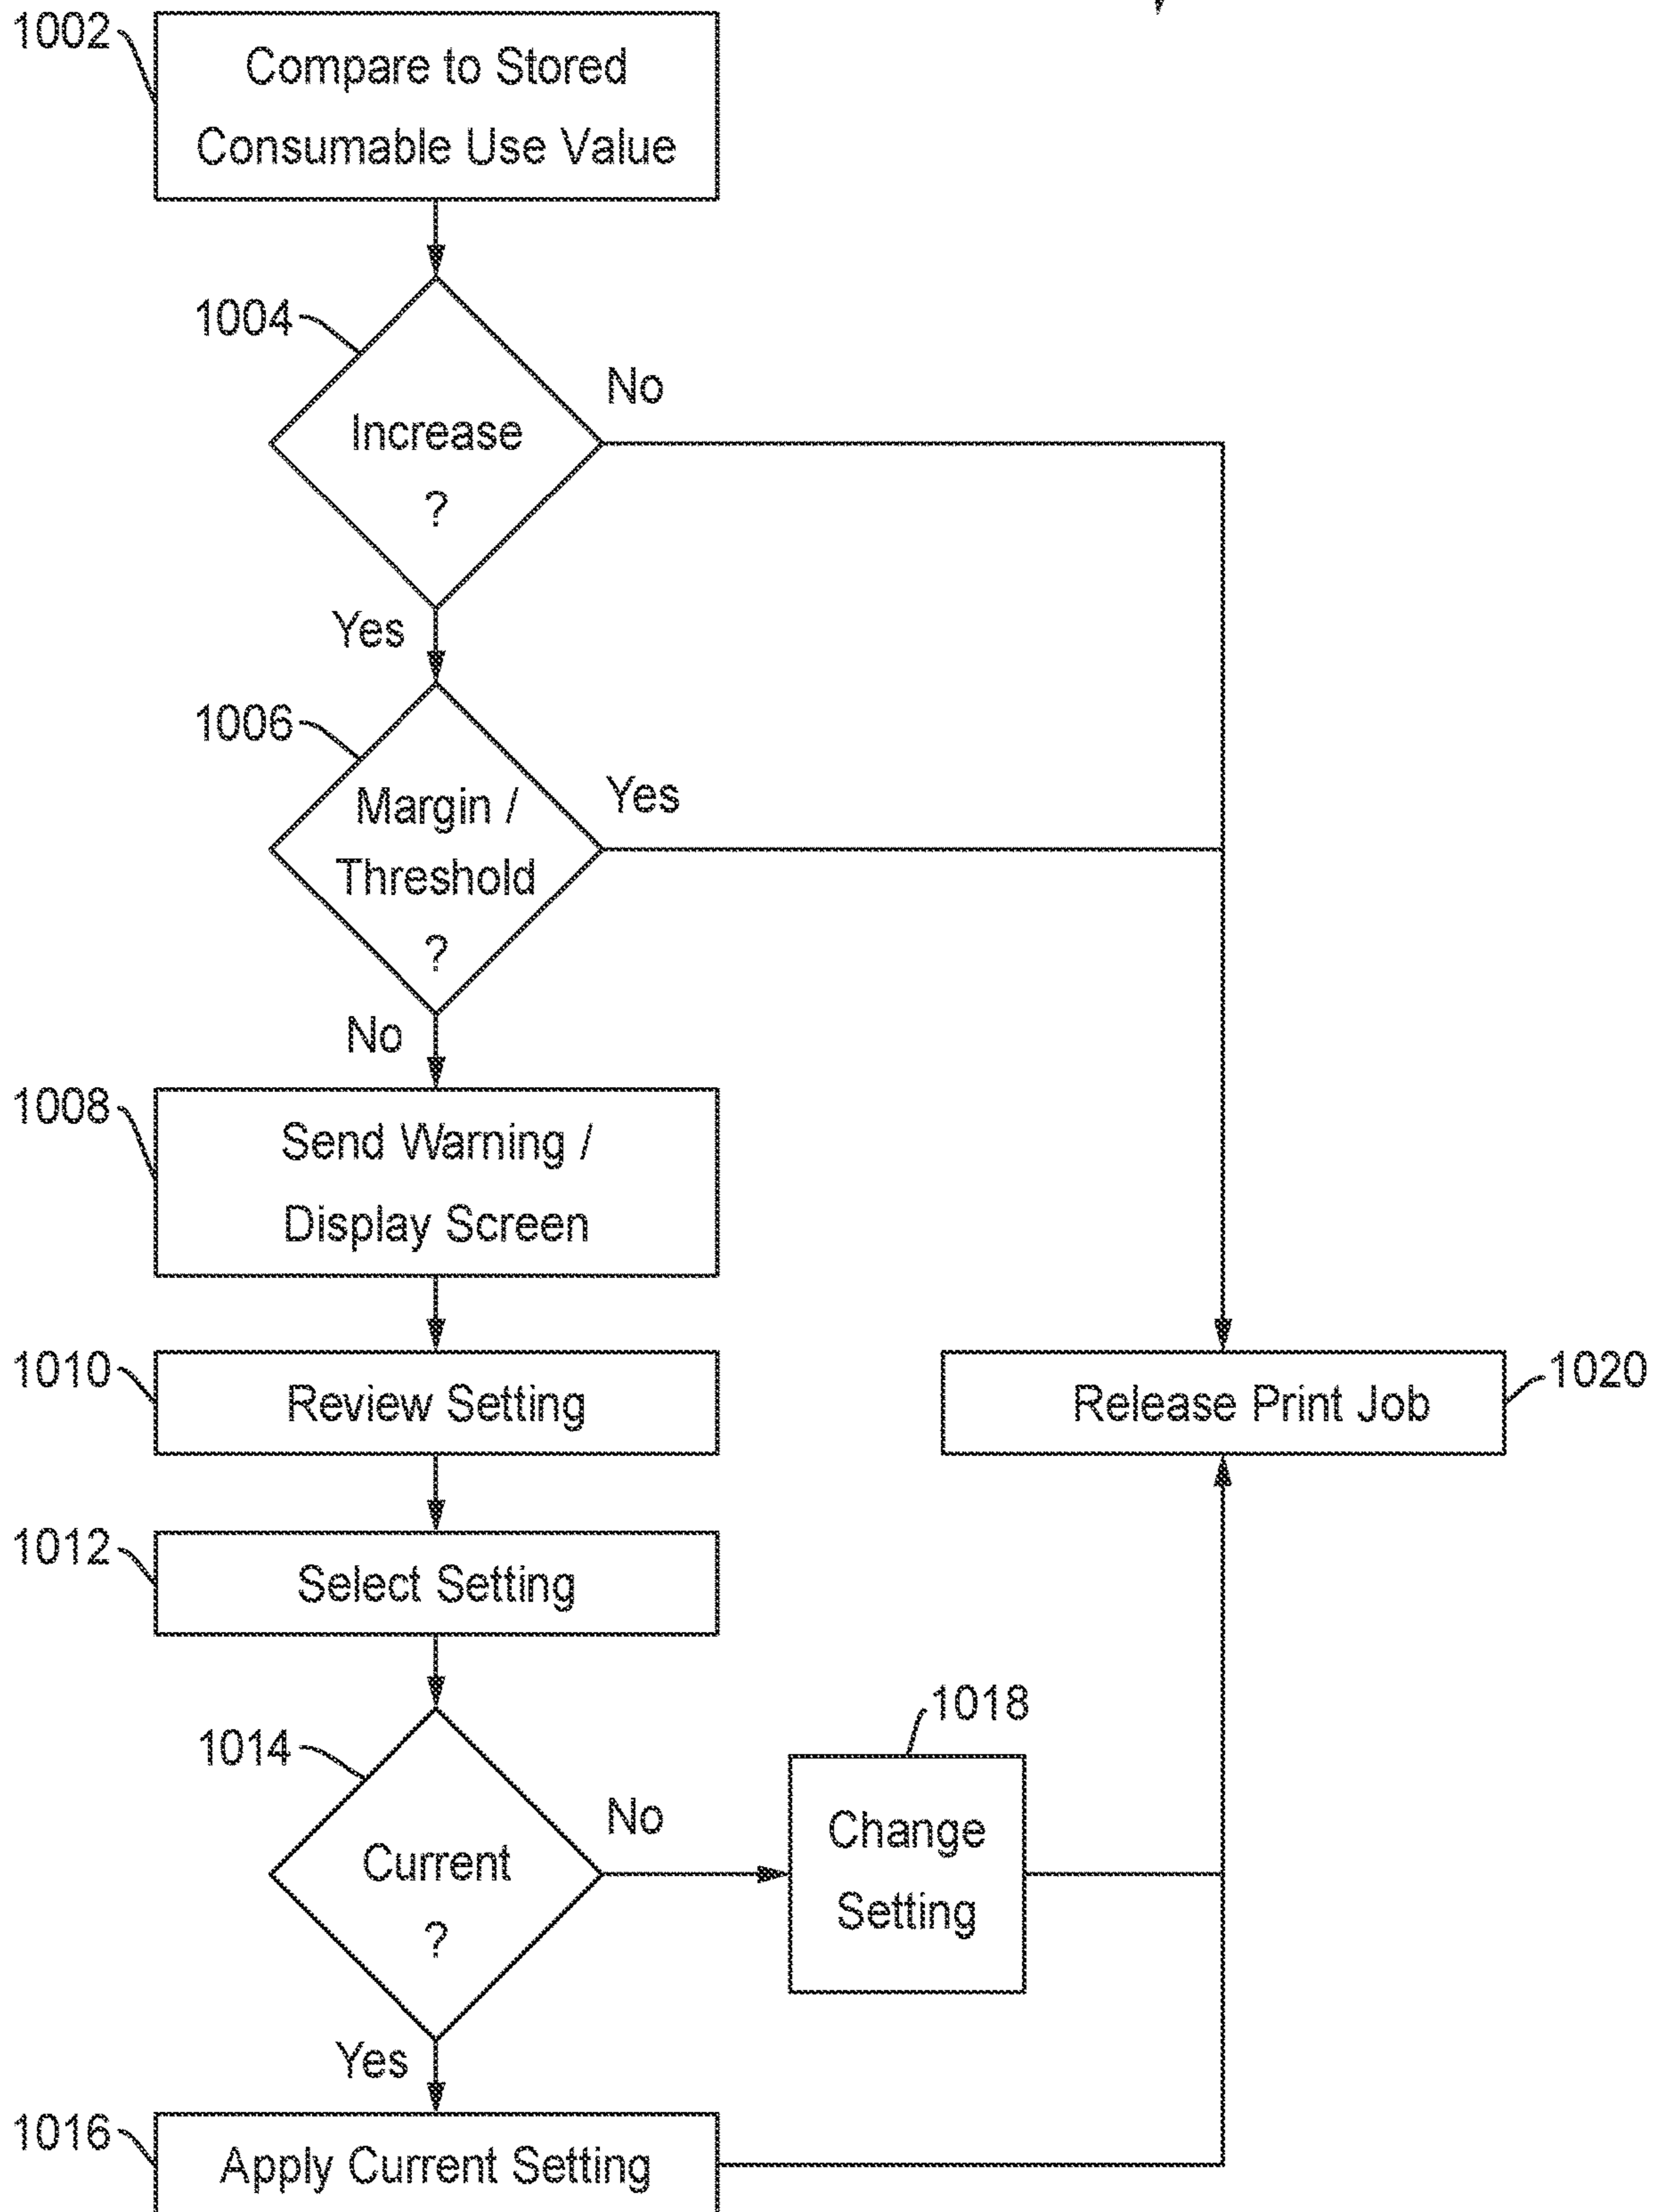 1002
Compare to Stored
Consumable Use Value
1004
No
Increase
?
Yes
1006
Yes
Margin /
Threshold
?
No
1008
Send Warning /
Display Screen
1010
Review Setting
Release Print Job
1020
1012
Select Setting
1018
1014
No
Change
Setting
Current
?
Yes
1016
Apply Current Setting